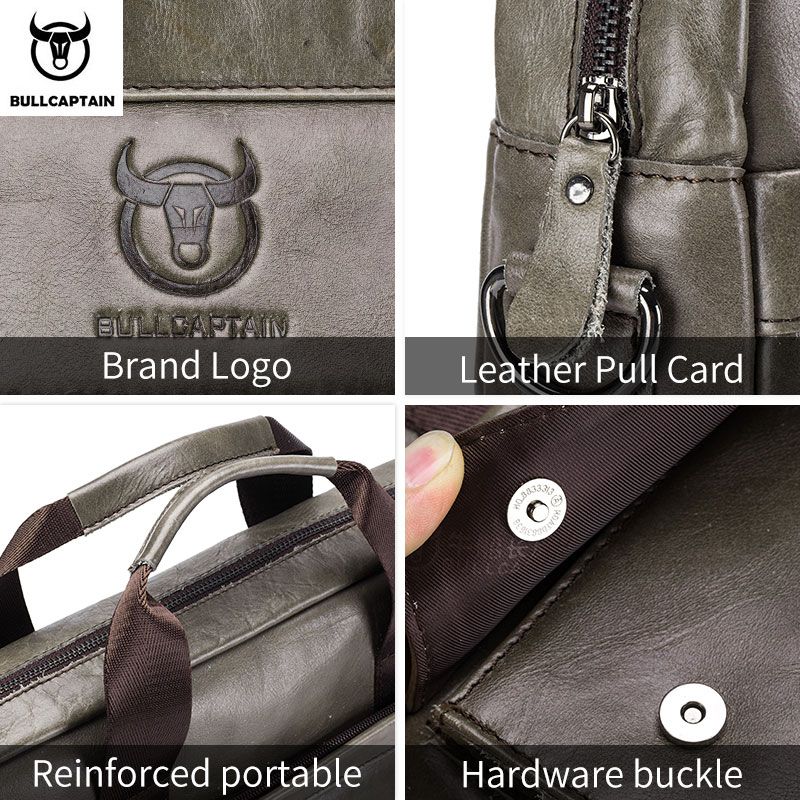 BULLCAPTAIN
BULLCAPTAIN
Brand Logo
Leather Pull Card
Reinforced portable
Hardware buckle